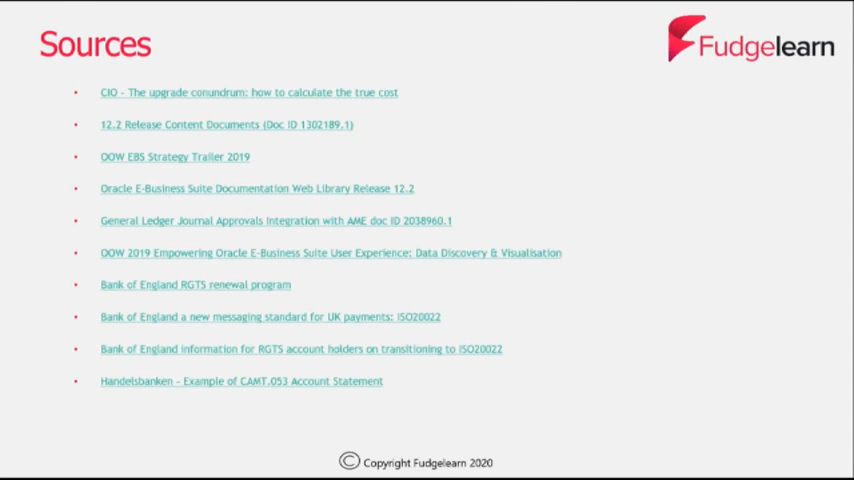 Sources
Fudgelearn
• CIO - The upgrade conundrum: how to calculate the true cost
• 12.2 Release Content Documents (Doc ID 1302189.1)
• OOW EBS Strategy Trailer 2019
• Oracle E-Business Suite Documentation Web Library Release 12.2
• General Ledger Journal Approvals Integration with AME doc ID 2038960.1
• OOW 2019 Empowering Oracle E-Business Suite User Experience: Data Discovery & Visualisation
• Bank of England RGTS renewal program
• Bank of England a new messaging standard for UK payments: ISO20022
• Bank of England information for RGTS account holders on transitioning to ISO20022
• Handelsbanken - Example of CAMT.053 Account Statement
© Copyright Fudgelearn 2020